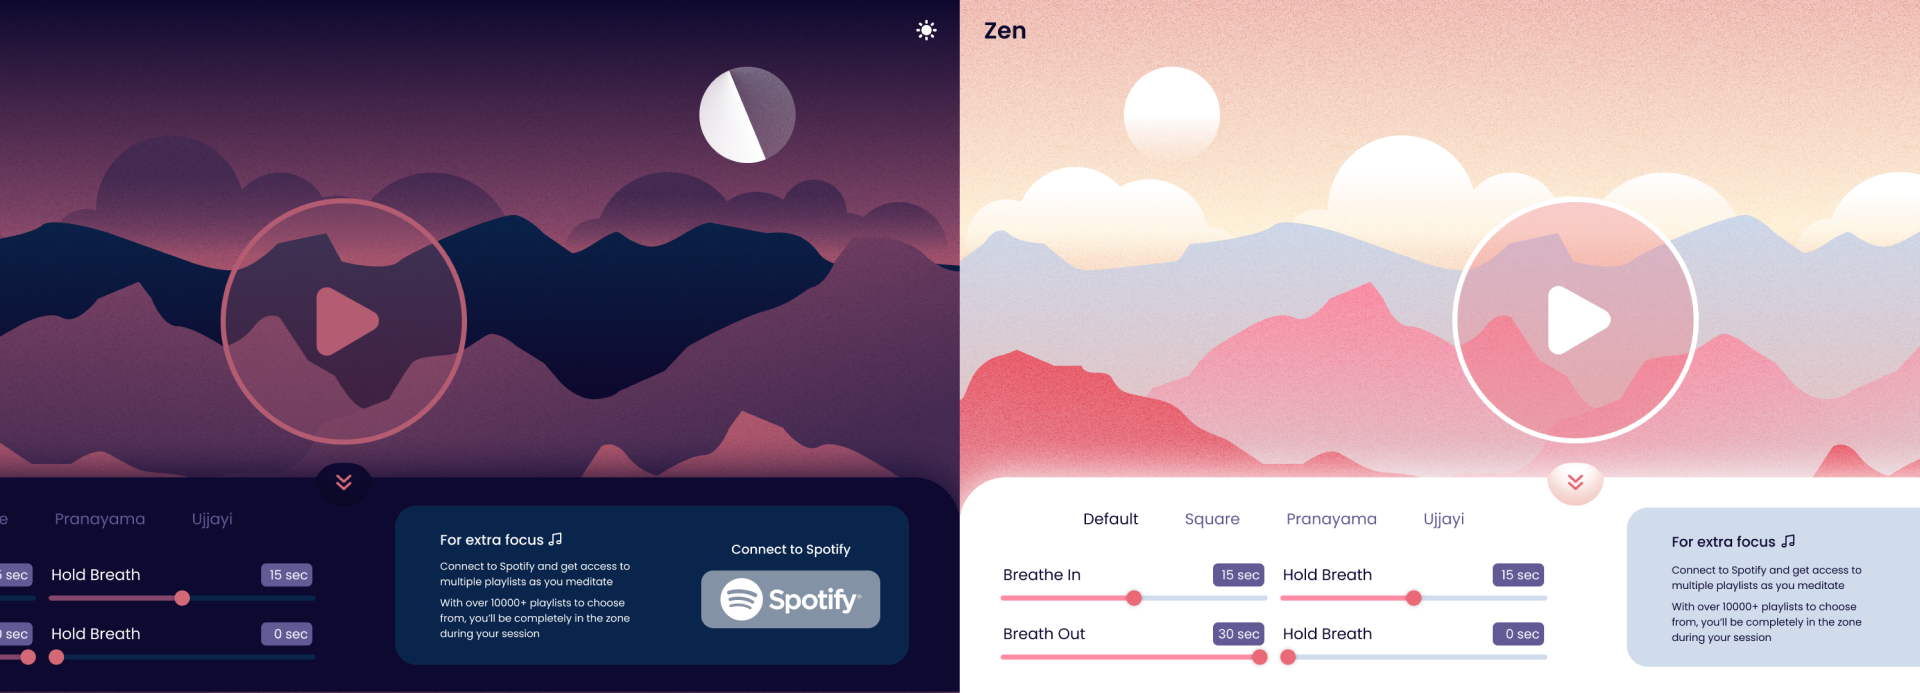 Pranayama
Ujjayi
sec
Hold Breath
15 sec
sec
Hold Breath
0 sec
For extra focus
Connect to Spotify and get access to
multiple playlists as you meditate
With over 10000+ playlists to choose
from, you'll be completely in the zone
during your session
Connect to Spotify
Spotify
Zen
Default
Square
Pranayama
Ujjayi
Breathe In
15 sec
Hold Breath
15 sec
Breath Out
30 sec
Hold Breath
0 sec
For extra focus
Connect to Spotify and get access to
multiple playlists as you meditate
With over 10000+ playlists to choose
from, you'll be completely in the zone
during your session